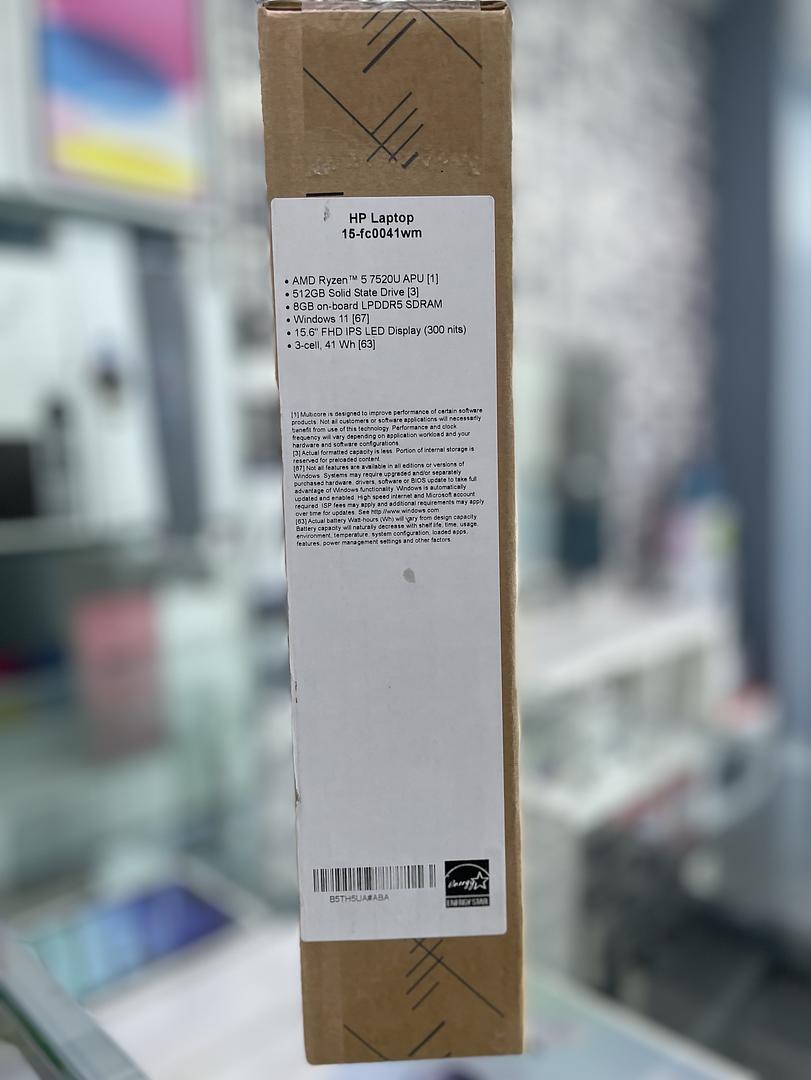 HP Laptop
15-fc0041wm
• AMD Ryzen™ 5 7520U APU [1]
• 512GB Solid State Drive [3]
• 8GB on-board LPDDR5 SDRAM
• Windows 11 [67]
• 15.6" FHD IPS LED Display (300 nits)
• 3-cell, 41 Wh [63]
[1] Multicore is designed to improve performance of certain software
products. Not all customers or software applications will necessarily
benefit from use of this technology. Performance and clock
frequency will vary depending on application workload and your
hardware and software configurations.
[3] Actual formatted capacity is less. Portion of internal storage is
reserved for preloaded content.
[67] Not all features are available in all editions or versions of
Windows. Systems may require upgraded and/or separately
purchased hardware, drivers, software or BIOS update to take full
advantage of Windows functionality. Windows is automatically
updated and enabled. High speed internet and Microsoft account
required. ISP fees may apply and additional requirements may apply
over time for updates. See http://www.windows.com.
[63] Actual battery Watt-hours (Wh) will vary from design capacity.
Battery capacity will naturally decrease with shelf life, time, usage,
environment, temperature, system configuration, loaded apps,
features, power management settings and other factors.
B5TH5UA#ABA
energy
ENERGY STAR